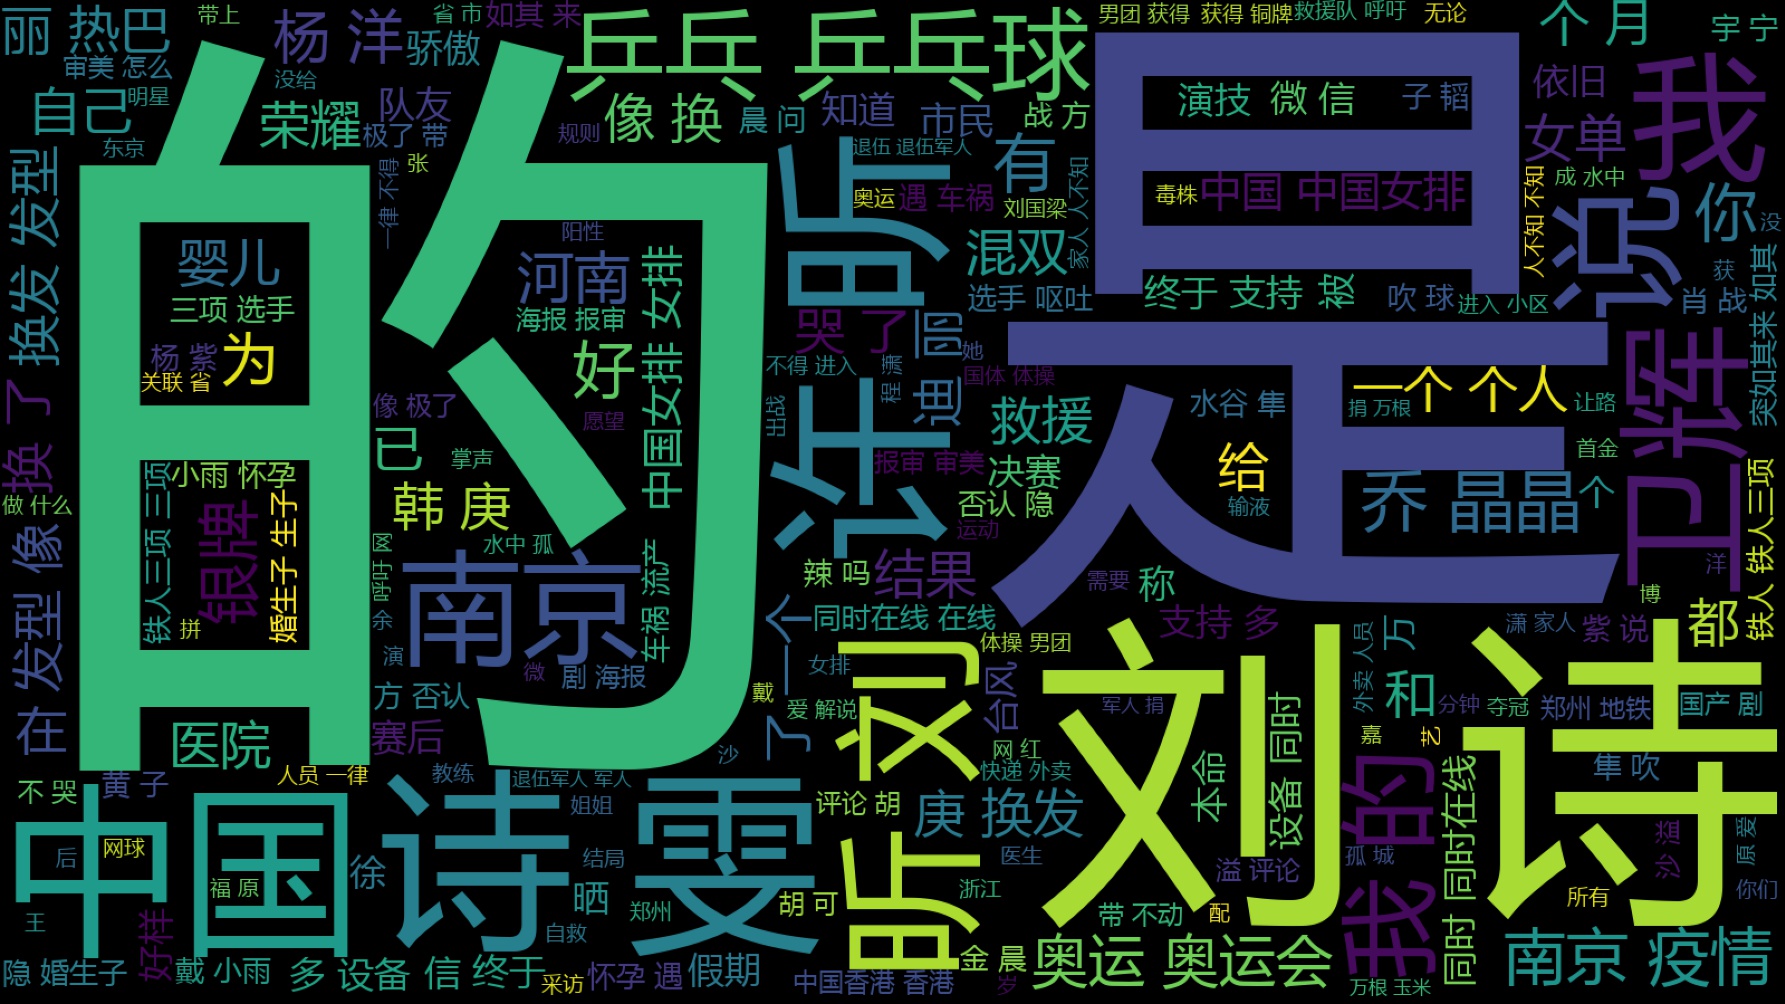 丽 热巴
带上
杨 洋
省 市
如其 来
骄傲
乒乓 乒乓球
男团 获得
获得 铜牌
救援队 呼吁
无论
个 月
宇 宁
审美 怎么
没给
自己
明星
荣耀
队友
极了 带
东京
规则
像 换
晨 问
知道
市民
战 方
演技
微 信
子 韬
依旧
女单
我
的
是
昕
许
有
退伍 退伍军人
奥运
遇 车祸
刘国梁
毒株
中国 中国女排
成 水中
人不知 不知
说
你
没
换发 发型
一律 不得
张
婴儿
三项 选手
杨 紫
为
关联 省
阳性
河南
海报 报审
中国女排 女排
好
愿望
混双
家人 人不知
选手 呕吐
终于 支持
被
吹 球
进入 小区
获
肖 战
突如其来 如其
哭 了
迪 丽
她
不得 进入
程 潇
国体 体操
水谷 隼
一个 个人
捐 万根
让路
卫辉
换 了
像 极了
已
掌声
出战
救援
报审 审美
决赛
否认 隐
给
输液
首金
乔 晶晶
个
铁人 铁人三项
小雨 怀孕
铁人三项 三项
银牌
婚生子 生子
做 什么
韩 庚
水中 孤
运动
网 呼吁
辣 吗
结果
需要
称
洋
发型 像
拼
余
南京
车祸 流产
一个
同时在线 在线
支持 多
博
都
潇 家人
紫 说
演
微
剧 海报
女排
刘
体操 男团
刘诗
外卖 人员
万
在
方 否认
戴
爱 解说
台风
军人 捐
和
分钟
夺冠
郑州 地铁
国产 剧
医院
赛后
沙
了
网 红
嘉
艺
人员 一律
教练
退伍军人 军人
快递 外卖
本命
设备 同时
隼 吹
不 哭
黄 子
姐姐
评论 胡
庚 换发
我的
同时 同时在线
中国
诗雯
网球
后
结局
医生
溢 评论
孤 城
沙 溢
原 爱
福 原
徐
晒
胡 可
昕
浙江
带 不动
配
所有
你们
王
好样
郑州
自救
隐 婚生子
戴 小雨
多 设备
信 终于
采访
怀孕 遇
假期
中国香港 香港
金 晨
岁
奥运 奥运会
万根 玉米
南京 疫情